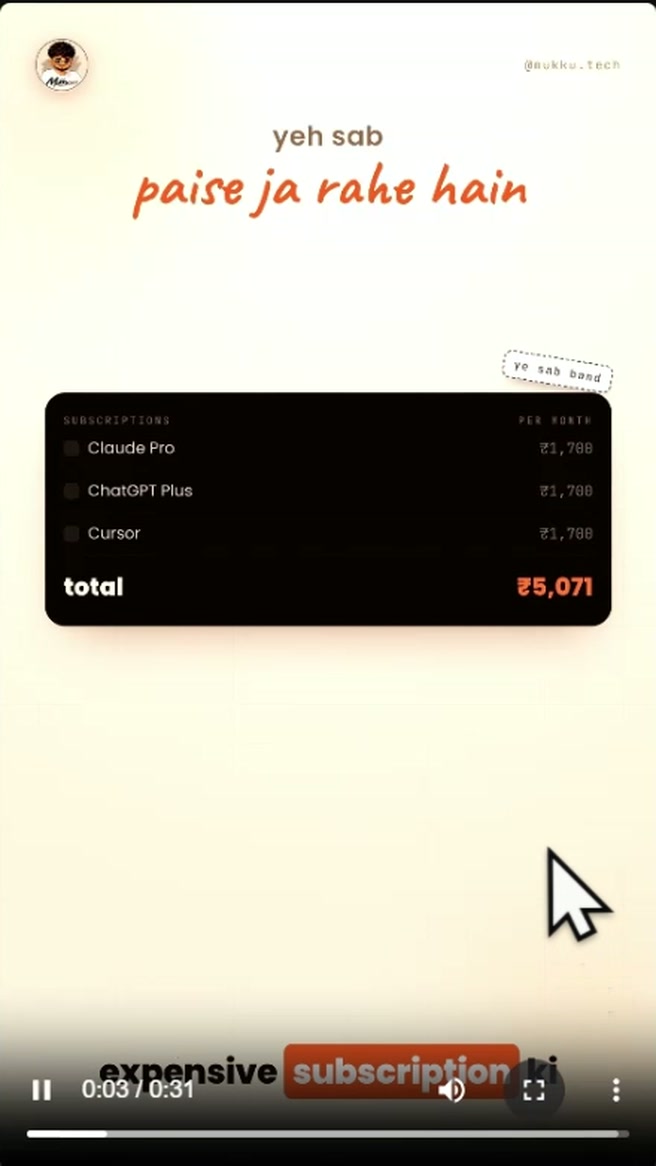 @mukku.tech
yeh sab
paise ja rahe hain
ye sab band
SUBSCRIPTIONS PER MONTH
Claude Pro ₹1,700
ChatGPT Plus ₹1,700
Cursor ₹1,700
total ₹5,071
expensive subscription ki
0:03 / 0:31